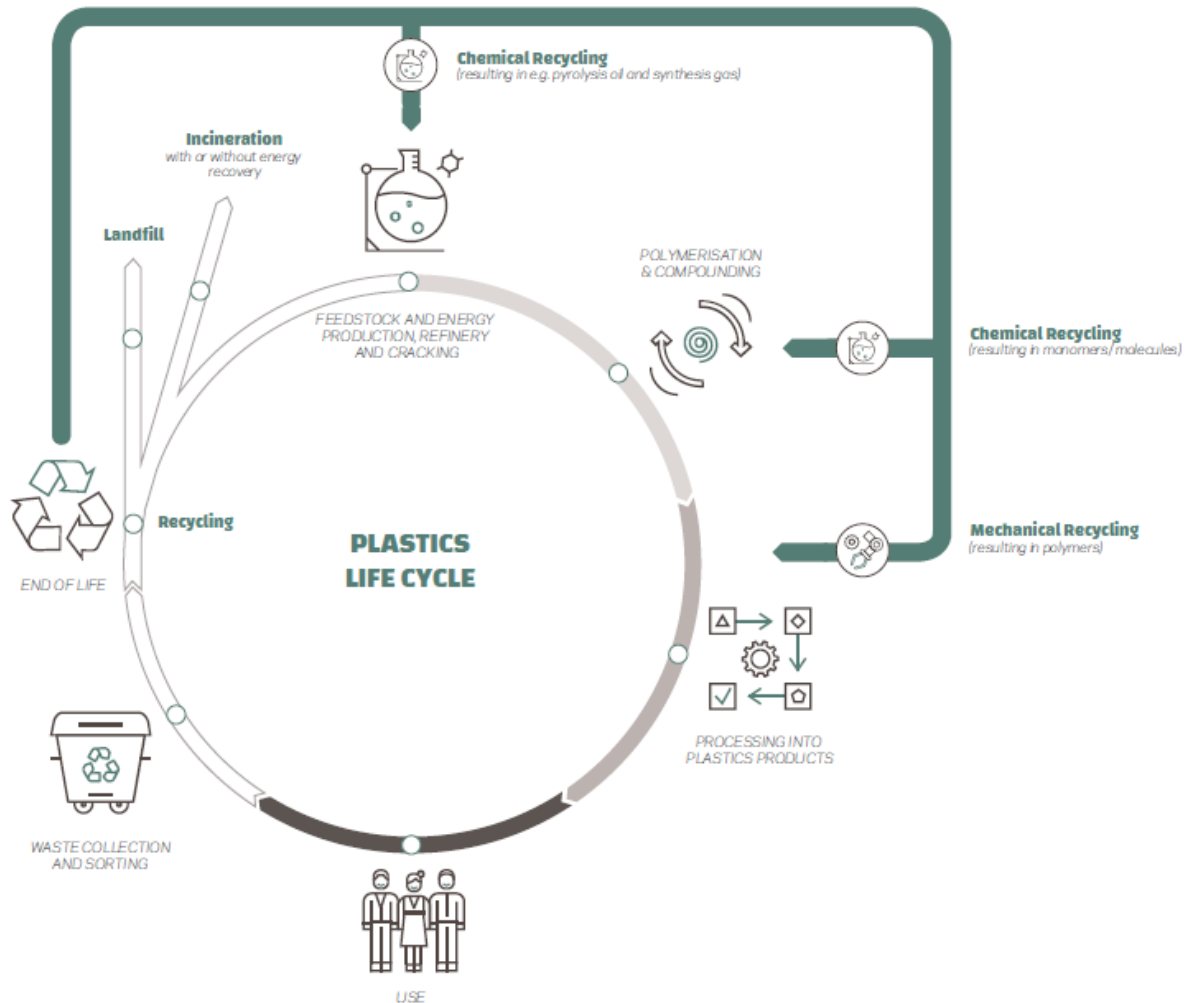 Chemical Recycling
(resulting in e.g. pyrolysis oil and synthesis gas)
Incineration
with or without energy
recovery
Landfill
POLYMERISATION
& COMPOUNDING
FEEDSTOCK AND ENERGY
PRODUCTION, REFINERY
AND CRACKING
Chemical Recycling
(resulting in monomers/molecules)
Recycling
PLASTICS
LIFE CYCLE
Mechanical Recycling
(resulting in polymers)
END OF LIFE
PROCESSING INTO
PLASTICS PRODUCTS
WASTE COLLECTION
AND SORTING
USE